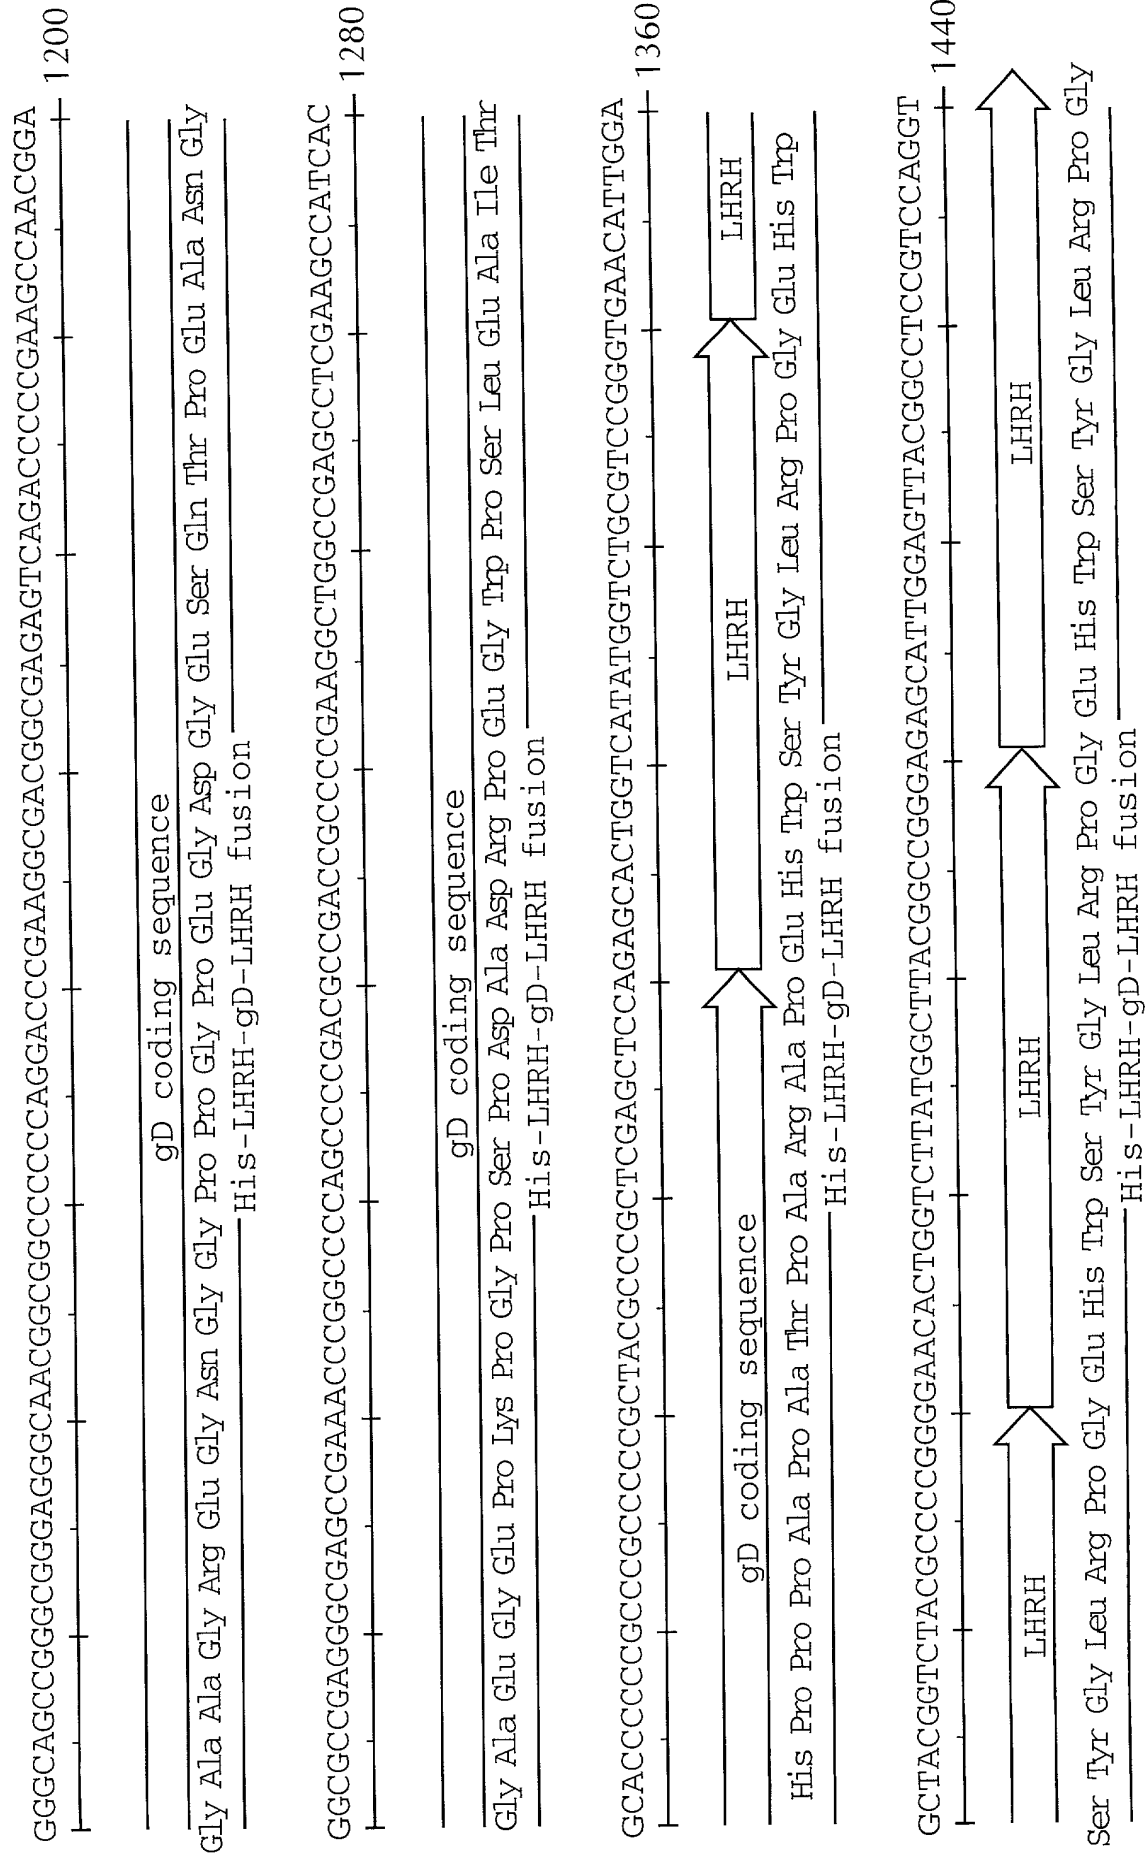 GGGCAGCCGGGCGGGAGGGCAACGGCGGCCCCCCAGGACCCGAAGGCGACGGCGAGAGTCAGACCCCCGAAGCCAACGGA 1200
gD coding sequence
Gly Ala Ala Gly Arg Glu Gly Asn Gly Gly Pro Pro Gly Pro Glu Gly Asp Gly Glu Ser Gln Thr Pro Glu Ala Asn Gly
His-LHRH-gD-LHRH fusion
GGCGCCGAGGGCGAGCCGAAACCCGGCCCCAGCCCCGACGCCGACCGCCCCGAAGGCTGGCCGAGCCTCGAAGCCATCAC 1280
gD coding sequence
Gly Ala Glu Gly Glu Pro Lys Pro Gly Pro Ser Pro Asp Ala Asp Arg Pro Glu Gly Trp Pro Ser Leu Glu Ala Ile Thr
His-LHRH-gD-LHRH fusion
GCACCCCCCGCCCGCCCCCGCTACGCCCGCTCGAGCTCCAGAGCACTGGTCATATGGTCTGCGTCCGGGTGAACATTGGA 1360
gD coding sequence LHRH LHRH
His Pro Pro Pro Ala Pro Ala Thr Pro Ala Arg Ala Pro Glu His Trp Ser Tyr Gly Leu Arg Pro Gly Glu His Trp
His-LHRH-gD-LHRH fusion
GCTACGGTCTACGCCCCGGGGAACACTGGTCTTATGGCTTACGGCCGGGAGAGCATTGGAGTTACGGCCTCCGTCCAGGT 1440
LHRH LHRH LHRH
Ser Tyr Gly Leu Arg Pro Gly Glu His Trp Ser Tyr Gly Leu Arg Pro Gly Glu His Trp Ser Tyr Gly Leu Arg Pro Gly
His-LHRH-gD-LHRH fusion